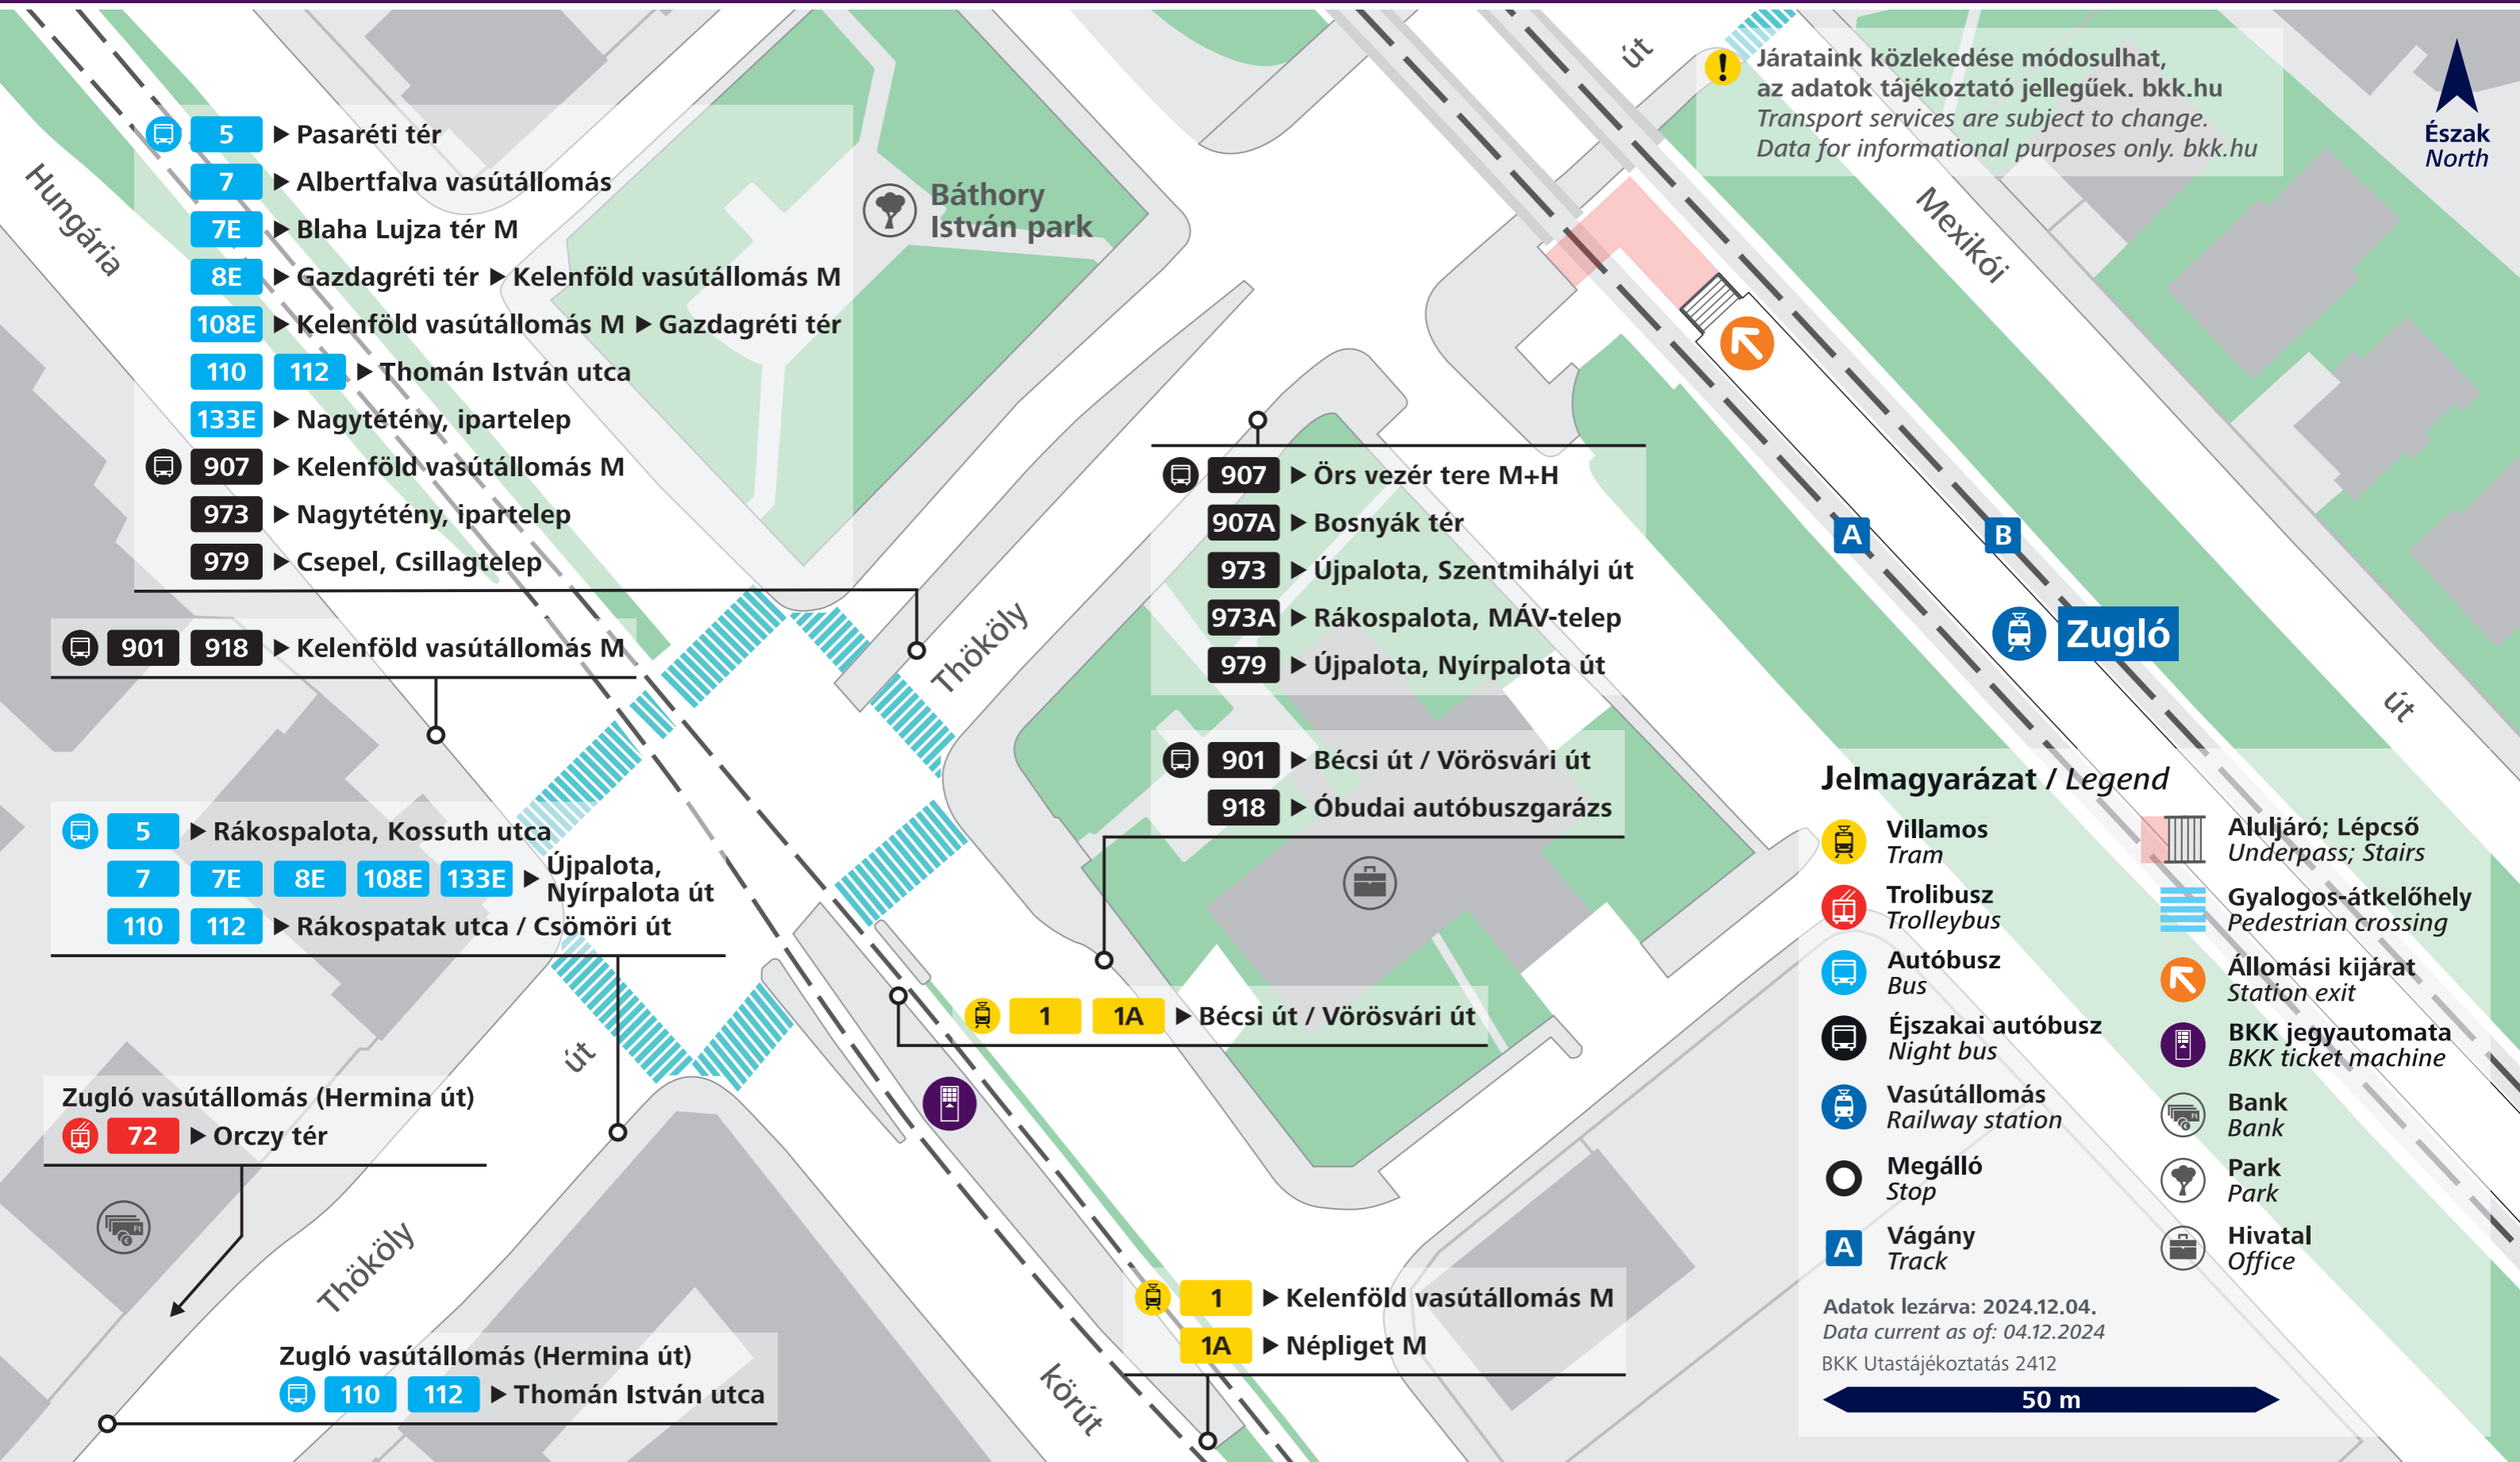 Járataink közlekedése módosulhat,
az adatok tájékoztató jellegűek. bkk.hu
Transport services are subject to change.
Data for informational purposes only. bkk.hu
Észak
North
út
Mexikói
út
Hungária
5 Pasaréti tér
7 Albertfalva vasútállomás
7E Blaha Lujza tér M
8E Gazdagréti tér Kelenföld vasútállomás M
108E Kelenföld vasútállomás M Gazdagréti tér
110 112 Thomán István utca
133E Nagytétény, ipartelep
907 Kelenföld vasútállomás M
973 Nagytétény, ipartelep
979 Csepel, Csillagtelep
Báthory
István park
901 918 Kelenföld vasútállomás M
Thököly
907 Örs vezér tere M+H
907A Bosnyák tér
973 Újpalota, Szentmihályi út
973A Rákospalota, MÁV-telep
979 Újpalota, Nyírpalota út
A
B
Zugló
901 Bécsi út / Vörösvári út
918 Óbudai autóbuszgarázs
5 Rákospalota, Kossuth utca
7 7E 8E 108E 133E Újpalota,
Nyírpalota út
110 112 Rákospatak utca / Csömöri út
1 1A Bécsi út / Vörösvári út
út
Zugló vasútállomás (Hermina út)
72 Orczy tér
Thököly
Zugló vasútállomás (Hermina út)
110 112 Thomán István utca
1 Kelenföld vasútállomás M
1A Népliget M
körút
Jelmagyarázat / Legend
Villamos
Tram
Trolibusz
Trolleybus
Autóbusz
Bus
Éjszakai autóbusz
Night bus
Vasútállomás
Railway station
Megálló
Stop
A
Vágány
Track
Aluljáró; Lépcső
Underpass; Stairs
Gyalogos-átkelőhely
Pedestrian crossing
Állomási kijárat
Station exit
BKK jegyautomata
BKK ticket machine
Bank
Bank
Park
Park
Hivatal
Office
Adatok lezárva: 2024.12.04.
Data current as of: 04.12.2024
BKK Utastájékoztatás 2412
50 m